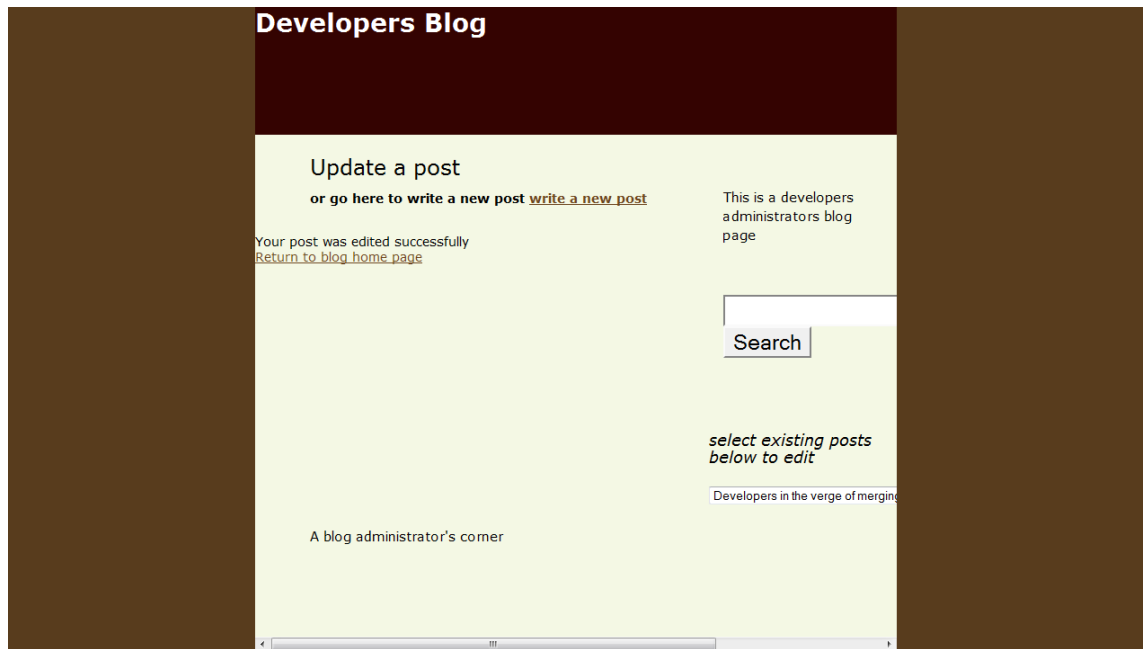 Developers Blog
Update a post
or go here to write a new post write a new post
Your post was edited successfully
Return to blog home page
This is a developers
administrators blog
page
Search
select existing posts
below to edit
Developers in the verge of merging
A blog administrator's corner